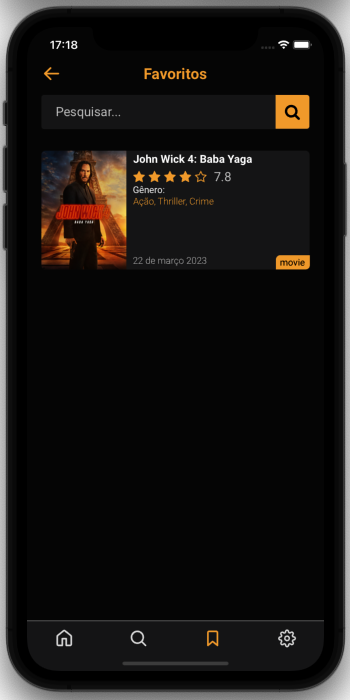 17:18
Favoritos
Pesquisar...
John Wick 4: Baba Yaga
7.8
Gênero:
Ação, Thriller, Crime
22 de março 2023
movie
JOHN WICK
BABA YAGA